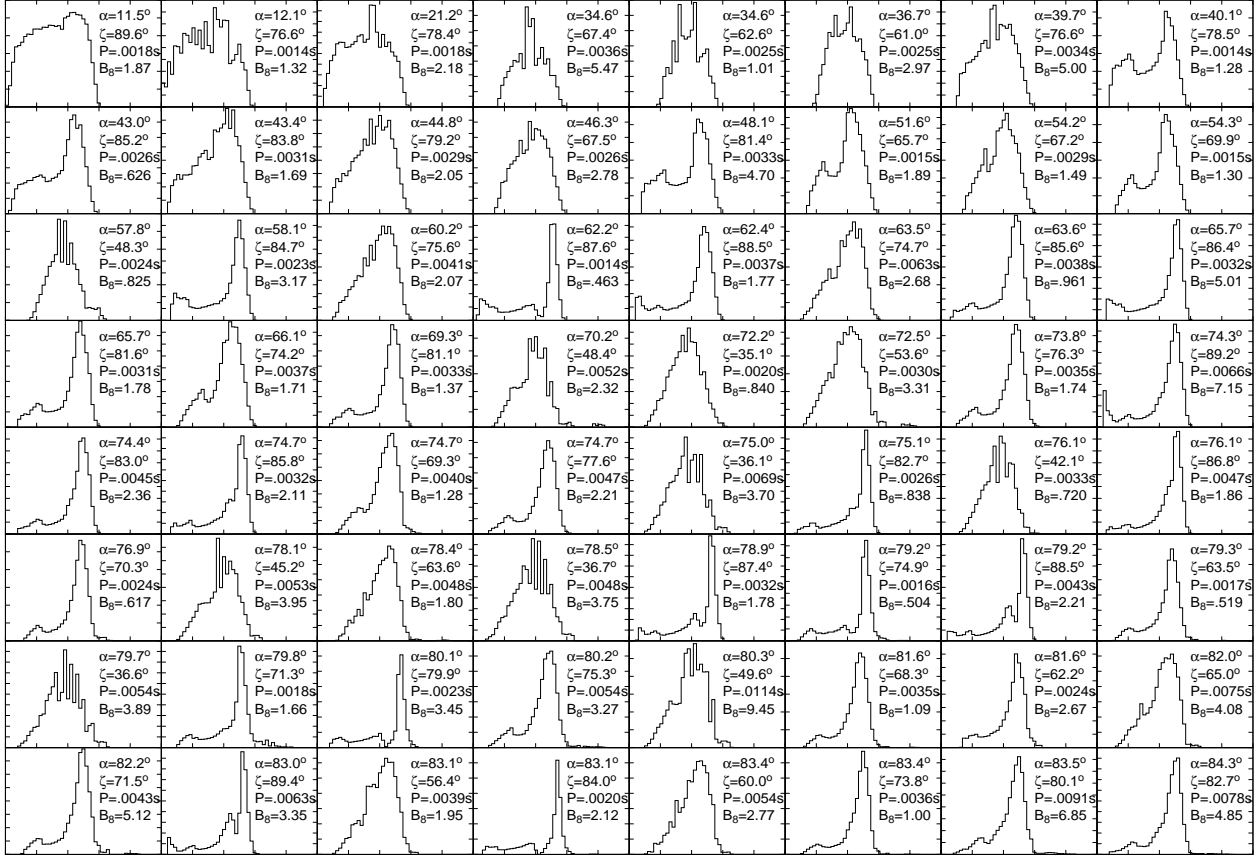 α=11.5°
ζ=89.6°
P=.0018s
B8=1.87
α=12.1°
ζ=76.6°
P=.0014s
B8=1.32
α=21.2°
ζ=78.4°
P=.0018s
B8=2.18
α=34.6°
ζ=67.4°
P=.0036s
B8=5.47
α=34.6°
ζ=62.6°
P=.0025s
B8=1.01
α=36.7°
ζ=61.0°
P=.0025s
B8=2.97
α=39.7°
ζ=76.6°
P=.0034s
B8=5.00
α=40.1°
ζ=78.5°
P=.0014s
B8=1.28
α=43.0°
ζ=85.2°
P=.0026s
B8=.626
α=43.4°
ζ=83.8°
P=.0031s
B8=1.69
α=44.8°
ζ=79.2°
P=.0029s
B8=2.05
α=46.3°
ζ=67.5°
P=.0026s
B8=2.78
α=48.1°
ζ=81.4°
P=.0033s
B8=4.70
α=51.6°
ζ=65.7°
P=.0015s
B8=1.89
α=54.2°
ζ=67.2°
P=.0029s
B8=1.49
α=54.3°
ζ=69.9°
P=.0015s
B8=1.30
α=57.8°
ζ=48.3°
P=.0024s
B8=.825
α=58.1°
ζ=84.7°
P=.0023s
B8=3.17
α=60.2°
ζ=75.6°
P=.0041s
B8=2.07
α=62.2°
ζ=87.6°
P=.0014s
B8=.463
α=62.4°
ζ=88.5°
P=.0037s
B8=1.77
α=63.5°
ζ=74.7°
P=.0063s
B8=2.68
α=63.6°
ζ=85.6°
P=.0038s
B8=.961
α=65.7°
ζ=86.4°
P=.0032s
B8=5.01
α=65.7°
ζ=81.6°
P=.0031s
B8=1.78
α=66.1°
ζ=74.2°
P=.0037s
B8=1.71
α=69.3°
ζ=81.1°
P=.0033s
B8=1.37
α=70.2°
ζ=48.4°
P=.0052s
B8=2.32
α=72.2°
ζ=35.1°
P=.0020s
B8=.840
α=72.5°
ζ=53.6°
P=.0030s
B8=3.31
α=73.8°
ζ=76.3°
P=.0035s
B8=1.74
α=74.3°
ζ=89.2°
P=.0066s
B8=7.15
α=74.4°
ζ=83.0°
P=.0045s
B8=2.36
α=74.7°
ζ=85.8°
P=.0032s
B8=2.11
α=74.7°
ζ=69.3°
P=.0040s
B8=1.28
α=74.7°
ζ=77.6°
P=.0047s
B8=2.21
α=75.0°
ζ=36.1°
P=.0069s
B8=3.70
α=75.1°
ζ=82.7°
P=.0026s
B8=.838
α=76.1°
ζ=42.1°
P=.0033s
B8=.720
α=76.1°
ζ=86.8°
P=.0047s
B8=1.86
α=76.9°
ζ=70.3°
P=.0024s
B8=.617
α=78.1°
ζ=45.2°
P=.0053s
B8=3.95
α=78.4°
ζ=63.6°
P=.0048s
B8=1.80
α=78.5°
ζ=36.7°
P=.0048s
B8=3.75
α=78.9°
ζ=87.4°
P=.0032s
B8=1.78
α=79.2°
ζ=74.9°
P=.0016s
B8=.504
α=79.2°
ζ=88.5°
P=.0043s
B8=2.21
α=79.3°
ζ=63.5°
P=.0017s
B8=.519
α=79.7°
ζ=36.6°
P=.0054s
B8=3.89
α=79.8°
ζ=71.3°
P=.0018s
B8=1.66
α=80.1°
ζ=79.9°
P=.0023s
B8=3.45
α=80.2°
ζ=75.3°
P=.0054s
B8=3.27
α=80.3°
ζ=49.6°
P=.0114s
B8=9.45
α=81.6°
ζ=68.3°
P=.0035s
B8=1.09
α=81.6°
ζ=62.2°
P=.0024s
B8=2.67
α=82.0°
ζ=65.0°
P=.0075s
B8=4.08
α=82.2°
ζ=71.5°
P=.0043s
B8=5.12
α=83.0°
ζ=89.4°
P=.0063s
B8=3.35
α=83.1°
ζ=56.4°
P=.0039s
B8=1.95
α=83.1°
ζ=84.0°
P=.0020s
B8=2.12
α=83.4°
ζ=60.0°
P=.0054s
B8=2.77
α=83.4°
ζ=73.8°
P=.0036s
B8=1.00
α=83.5°
ζ=80.1°
P=.0091s
B8=6.85
α=84.3°
ζ=82.7°
P=.0078s
B8=4.85